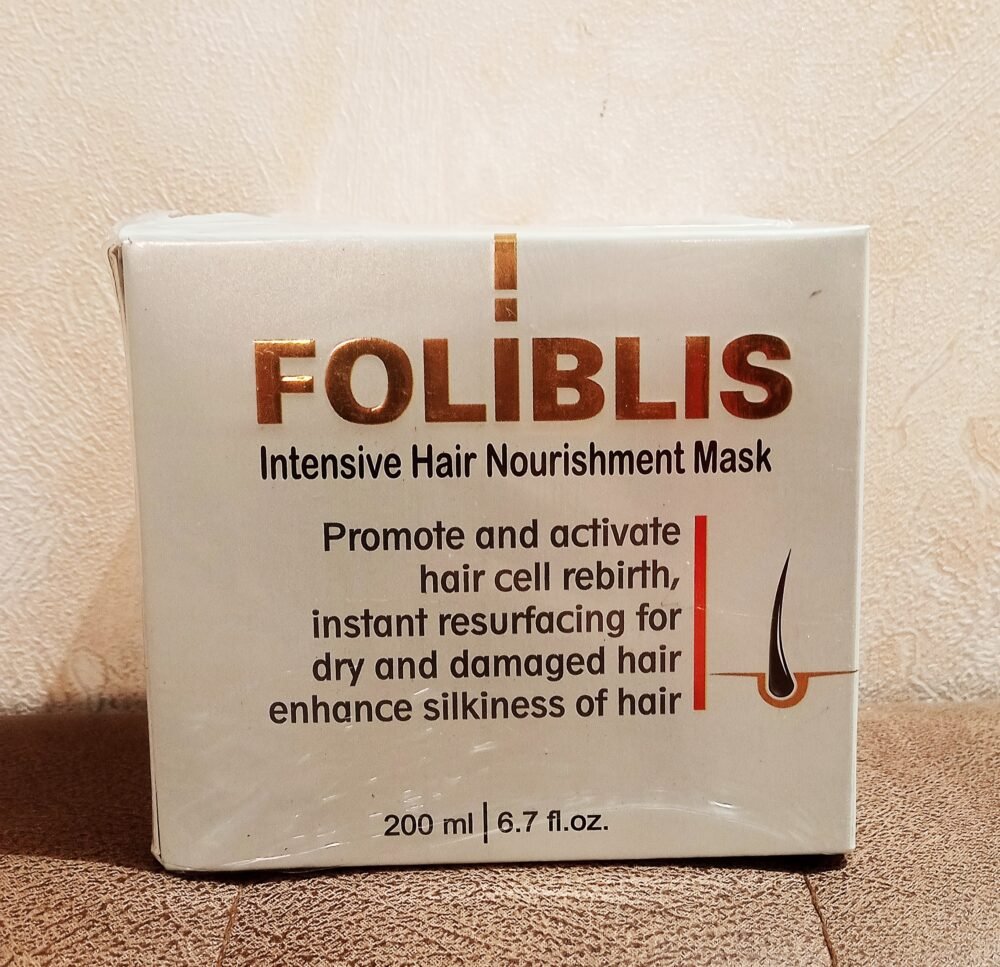 FOLIBLIS
Intensive Hair Nourishment Mask
Promote and activate
hair cell rebirth,
instant resurfacing for
dry and damaged hair
enhance silkiness of hair
200 ml | 6.7 fl.oz.